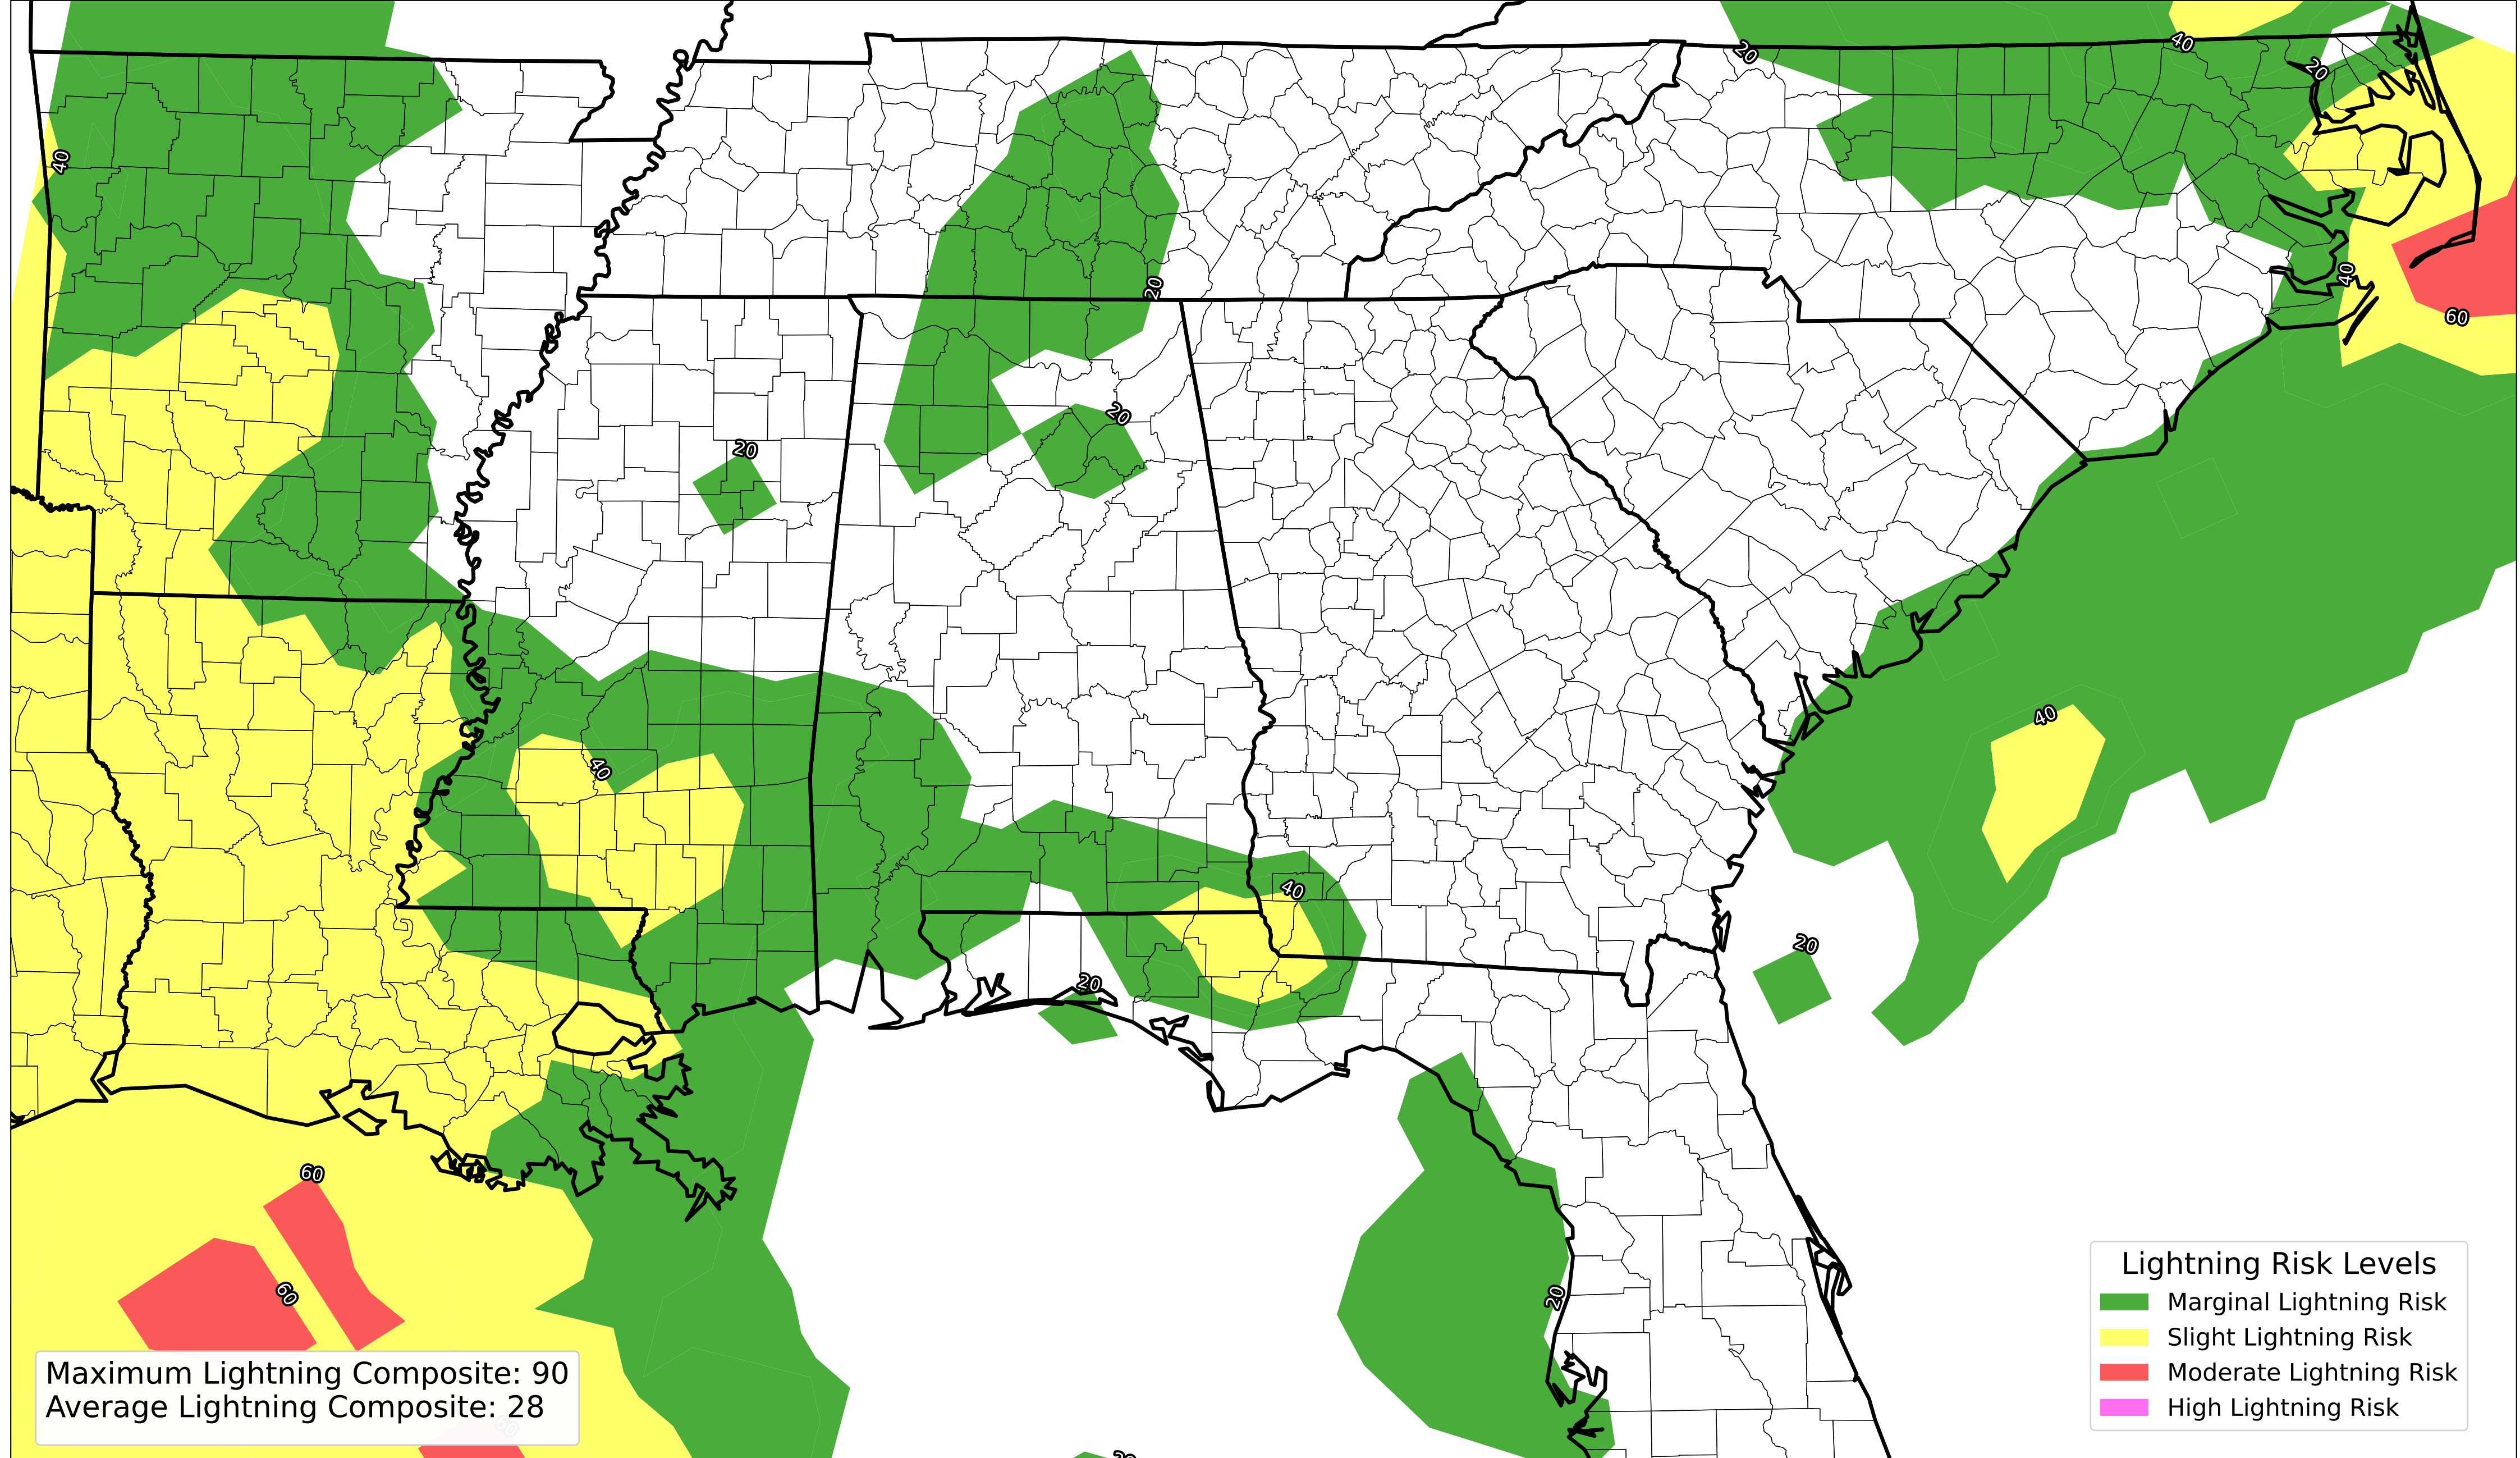 40
20
20
40
20
40
60
20
20
40
40
40
20
20
60
60
20
Lightning Risk Levels
Marginal Lightning Risk
Slight Lightning Risk
Moderate Lightning Risk
High Lightning Risk
Maximum Lightning Composite: 90
Average Lightning Composite: 28